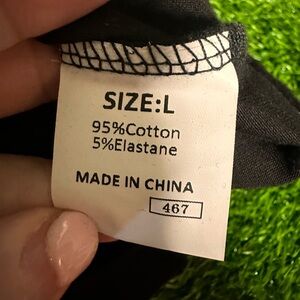 SIZE:L
95%Cotton
5%Elastane
MADE IN CHINA
467